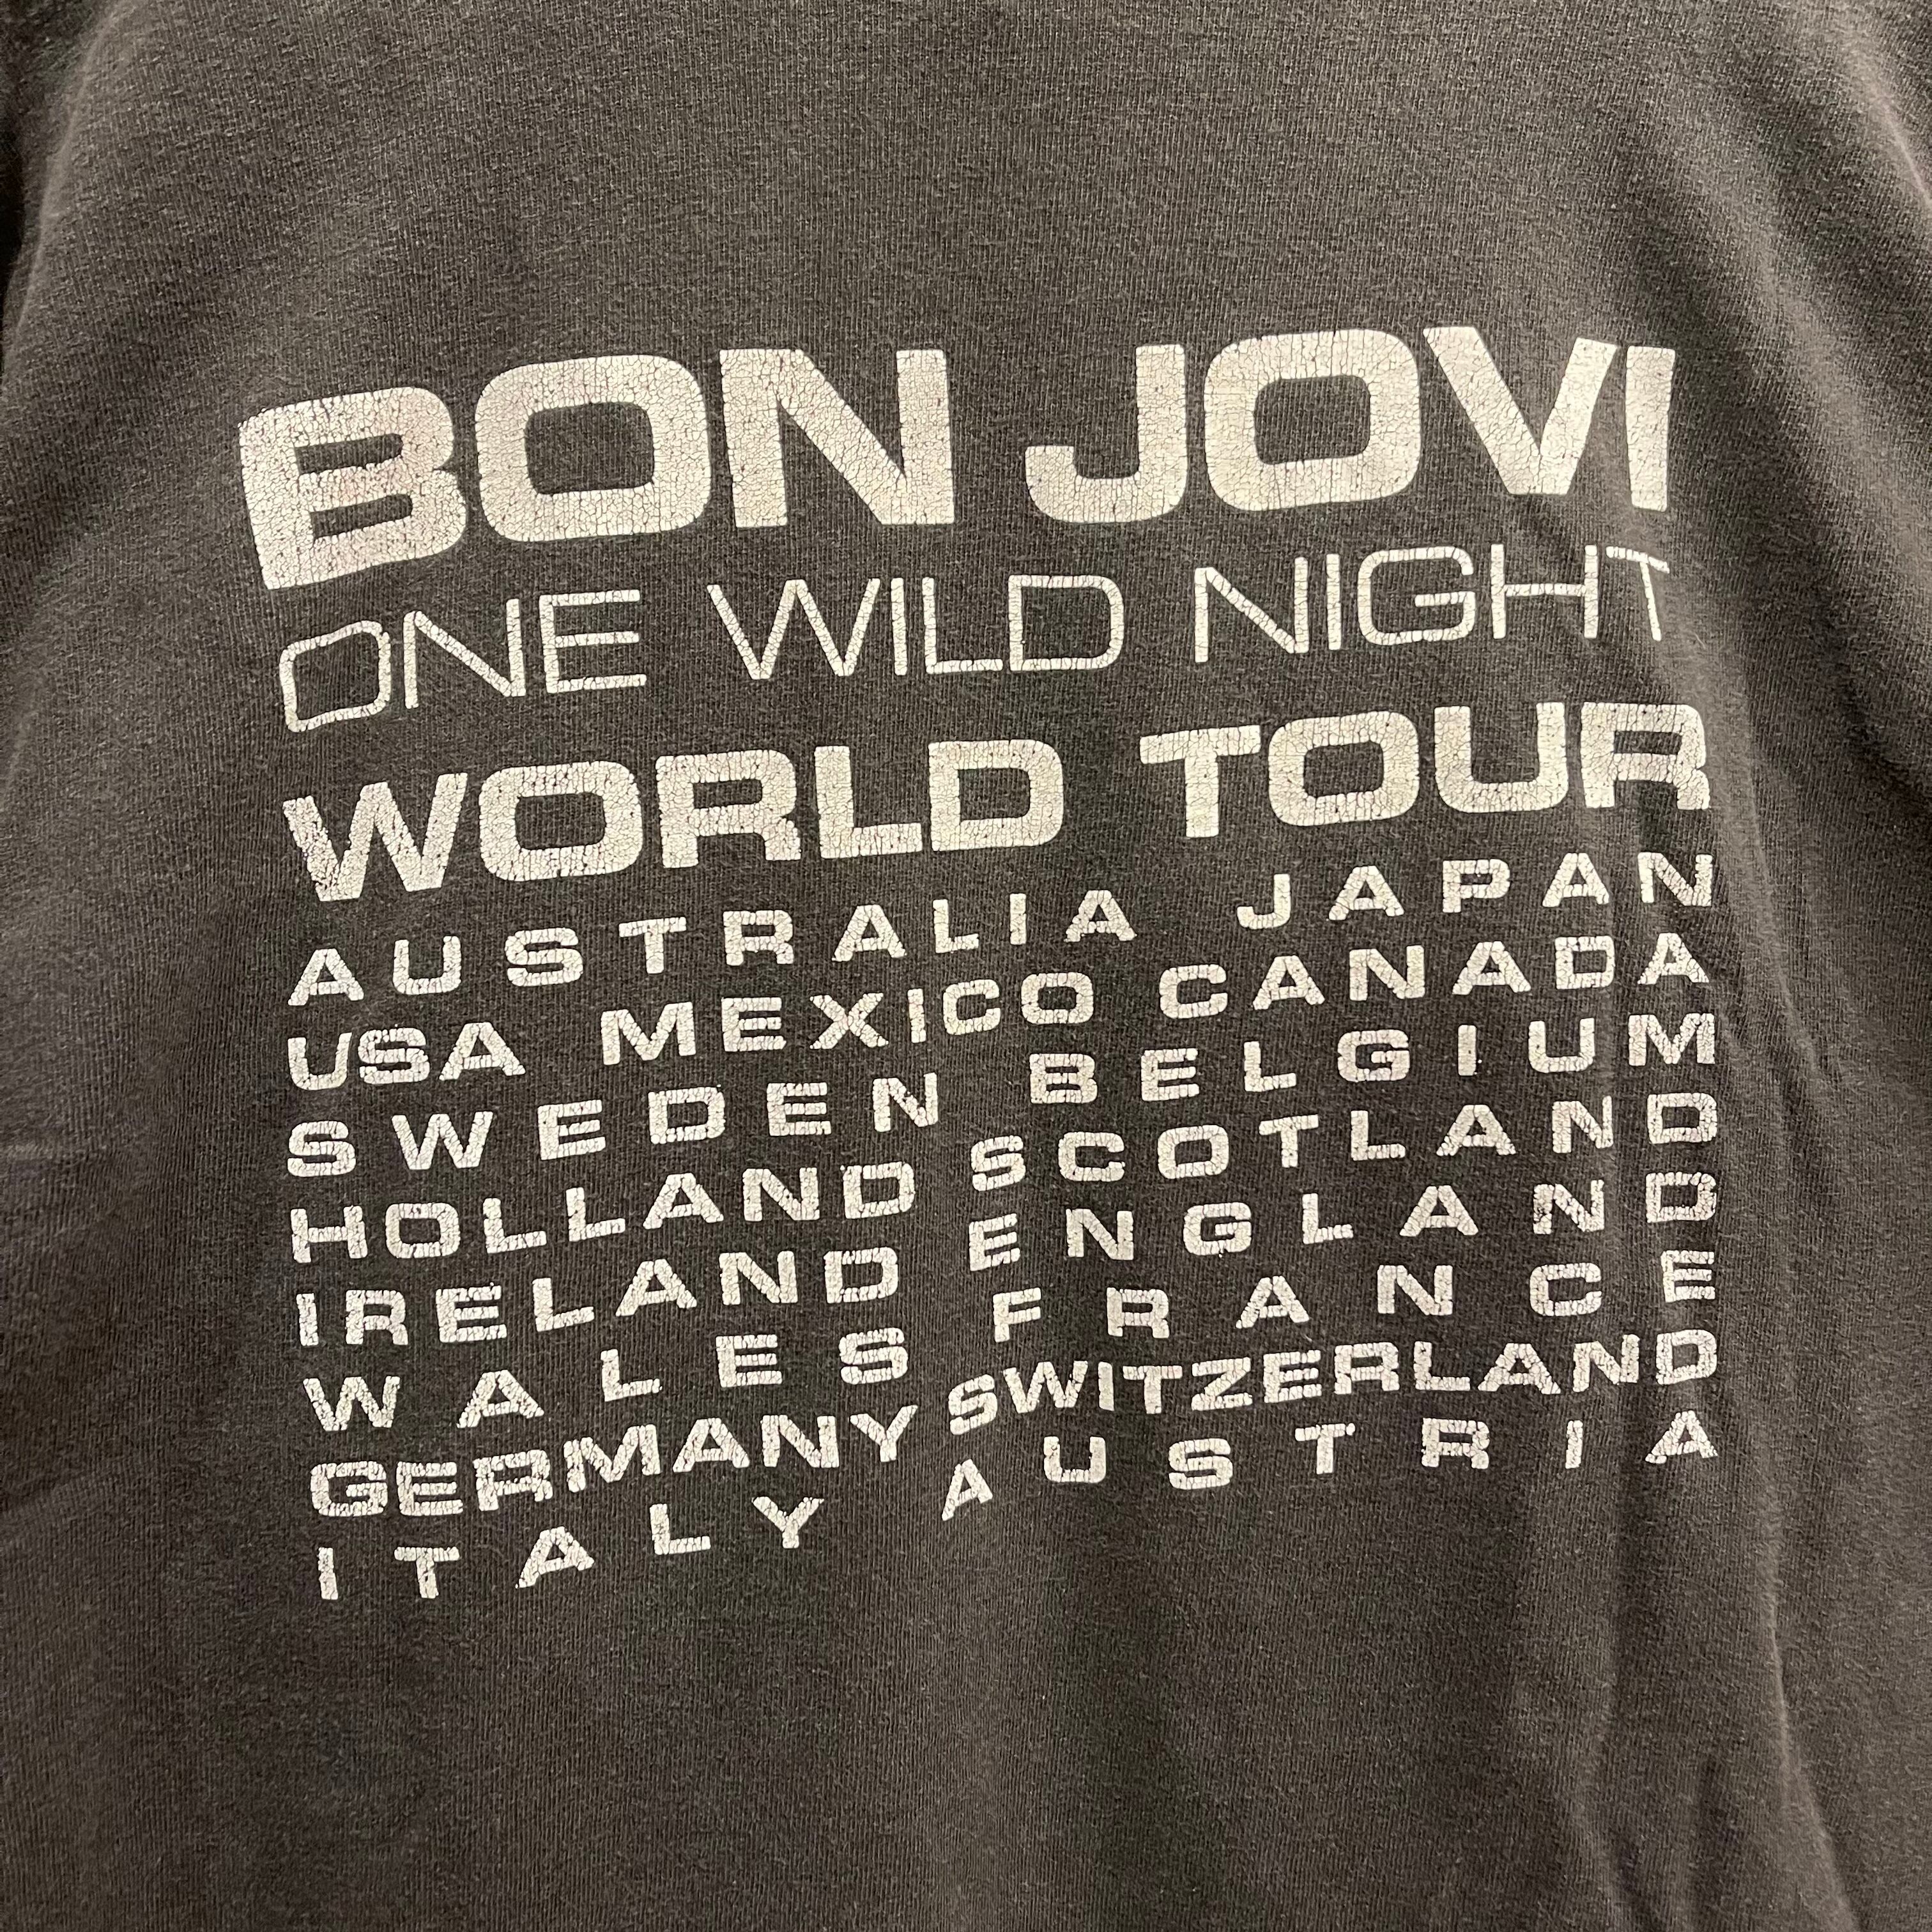 BON JOVI
ONE WILD NIGHT
WORLD TOUR
AUSTRALIA JAPAN
USA MEXICO CANADA
SWEDEN BELGIUM
HOLLAND SCOTLAND
IRELAND ENGLAND
WALES FRANCE
GERMANY SWITZERLAND
ITALY AUSTRIA